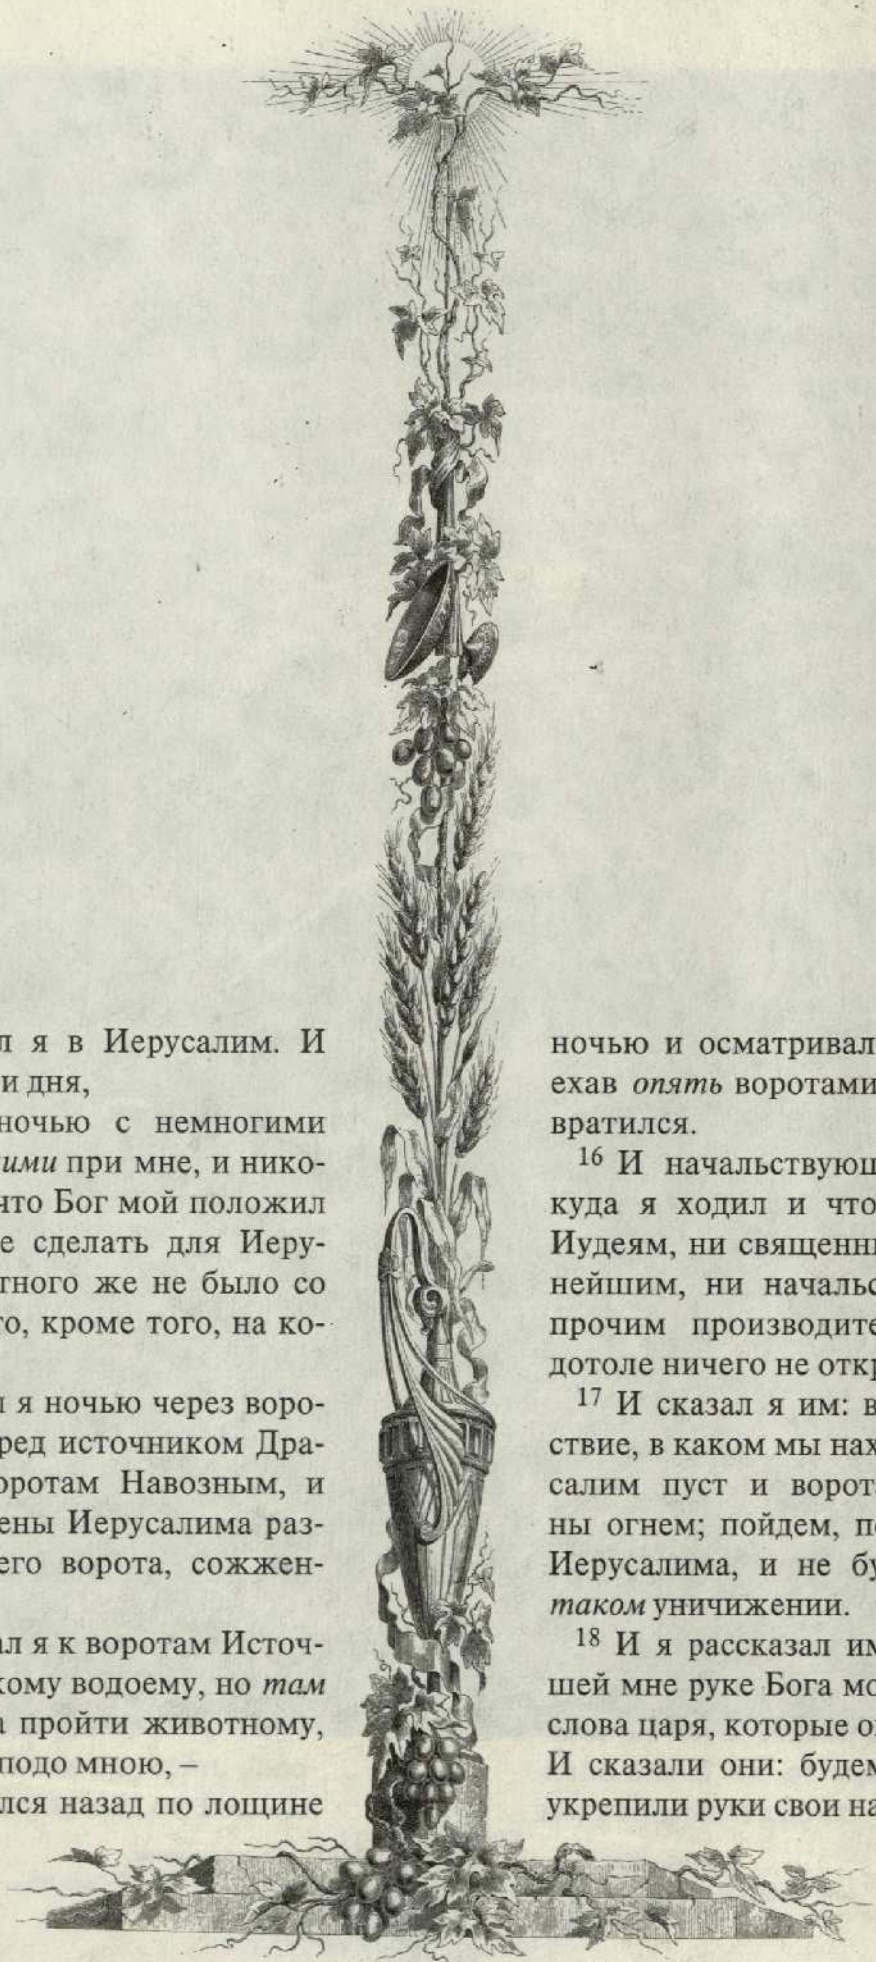 л я в Иерусалим. И
и дня,
ночью с немногими
ими при мне, и нико-
что Бог мой положил
е сделать для Иеру-
тного же не было со
го, кроме того, на ко-
л я ночью через воро-
ред источником Дра-
оротам Навозным, и
ены Иерусалима раз-
его ворота, сожжен-
ал я к воротам Источ-
кому водоему, но там
а пройти животному,
подо мною, –
лся назад по лощине
ночью и осматривал
ехав опять воротами
вратился.
16 И начальствующ
куда я ходил и что
Иудеям, ни священн
нейшим, ни начальс
прочим производите
дотоле ничего не откр
17 И сказал я им: в
ствие, в каком мы нах
салим пуст и ворот
ны огнем; пойдем, п
Иерусалима, и не бу
таком уничижении.
18 И я рассказал им
шей мне руке Бога мо
слова царя, которые о
И сказали они: будем
укрепили руки свои на